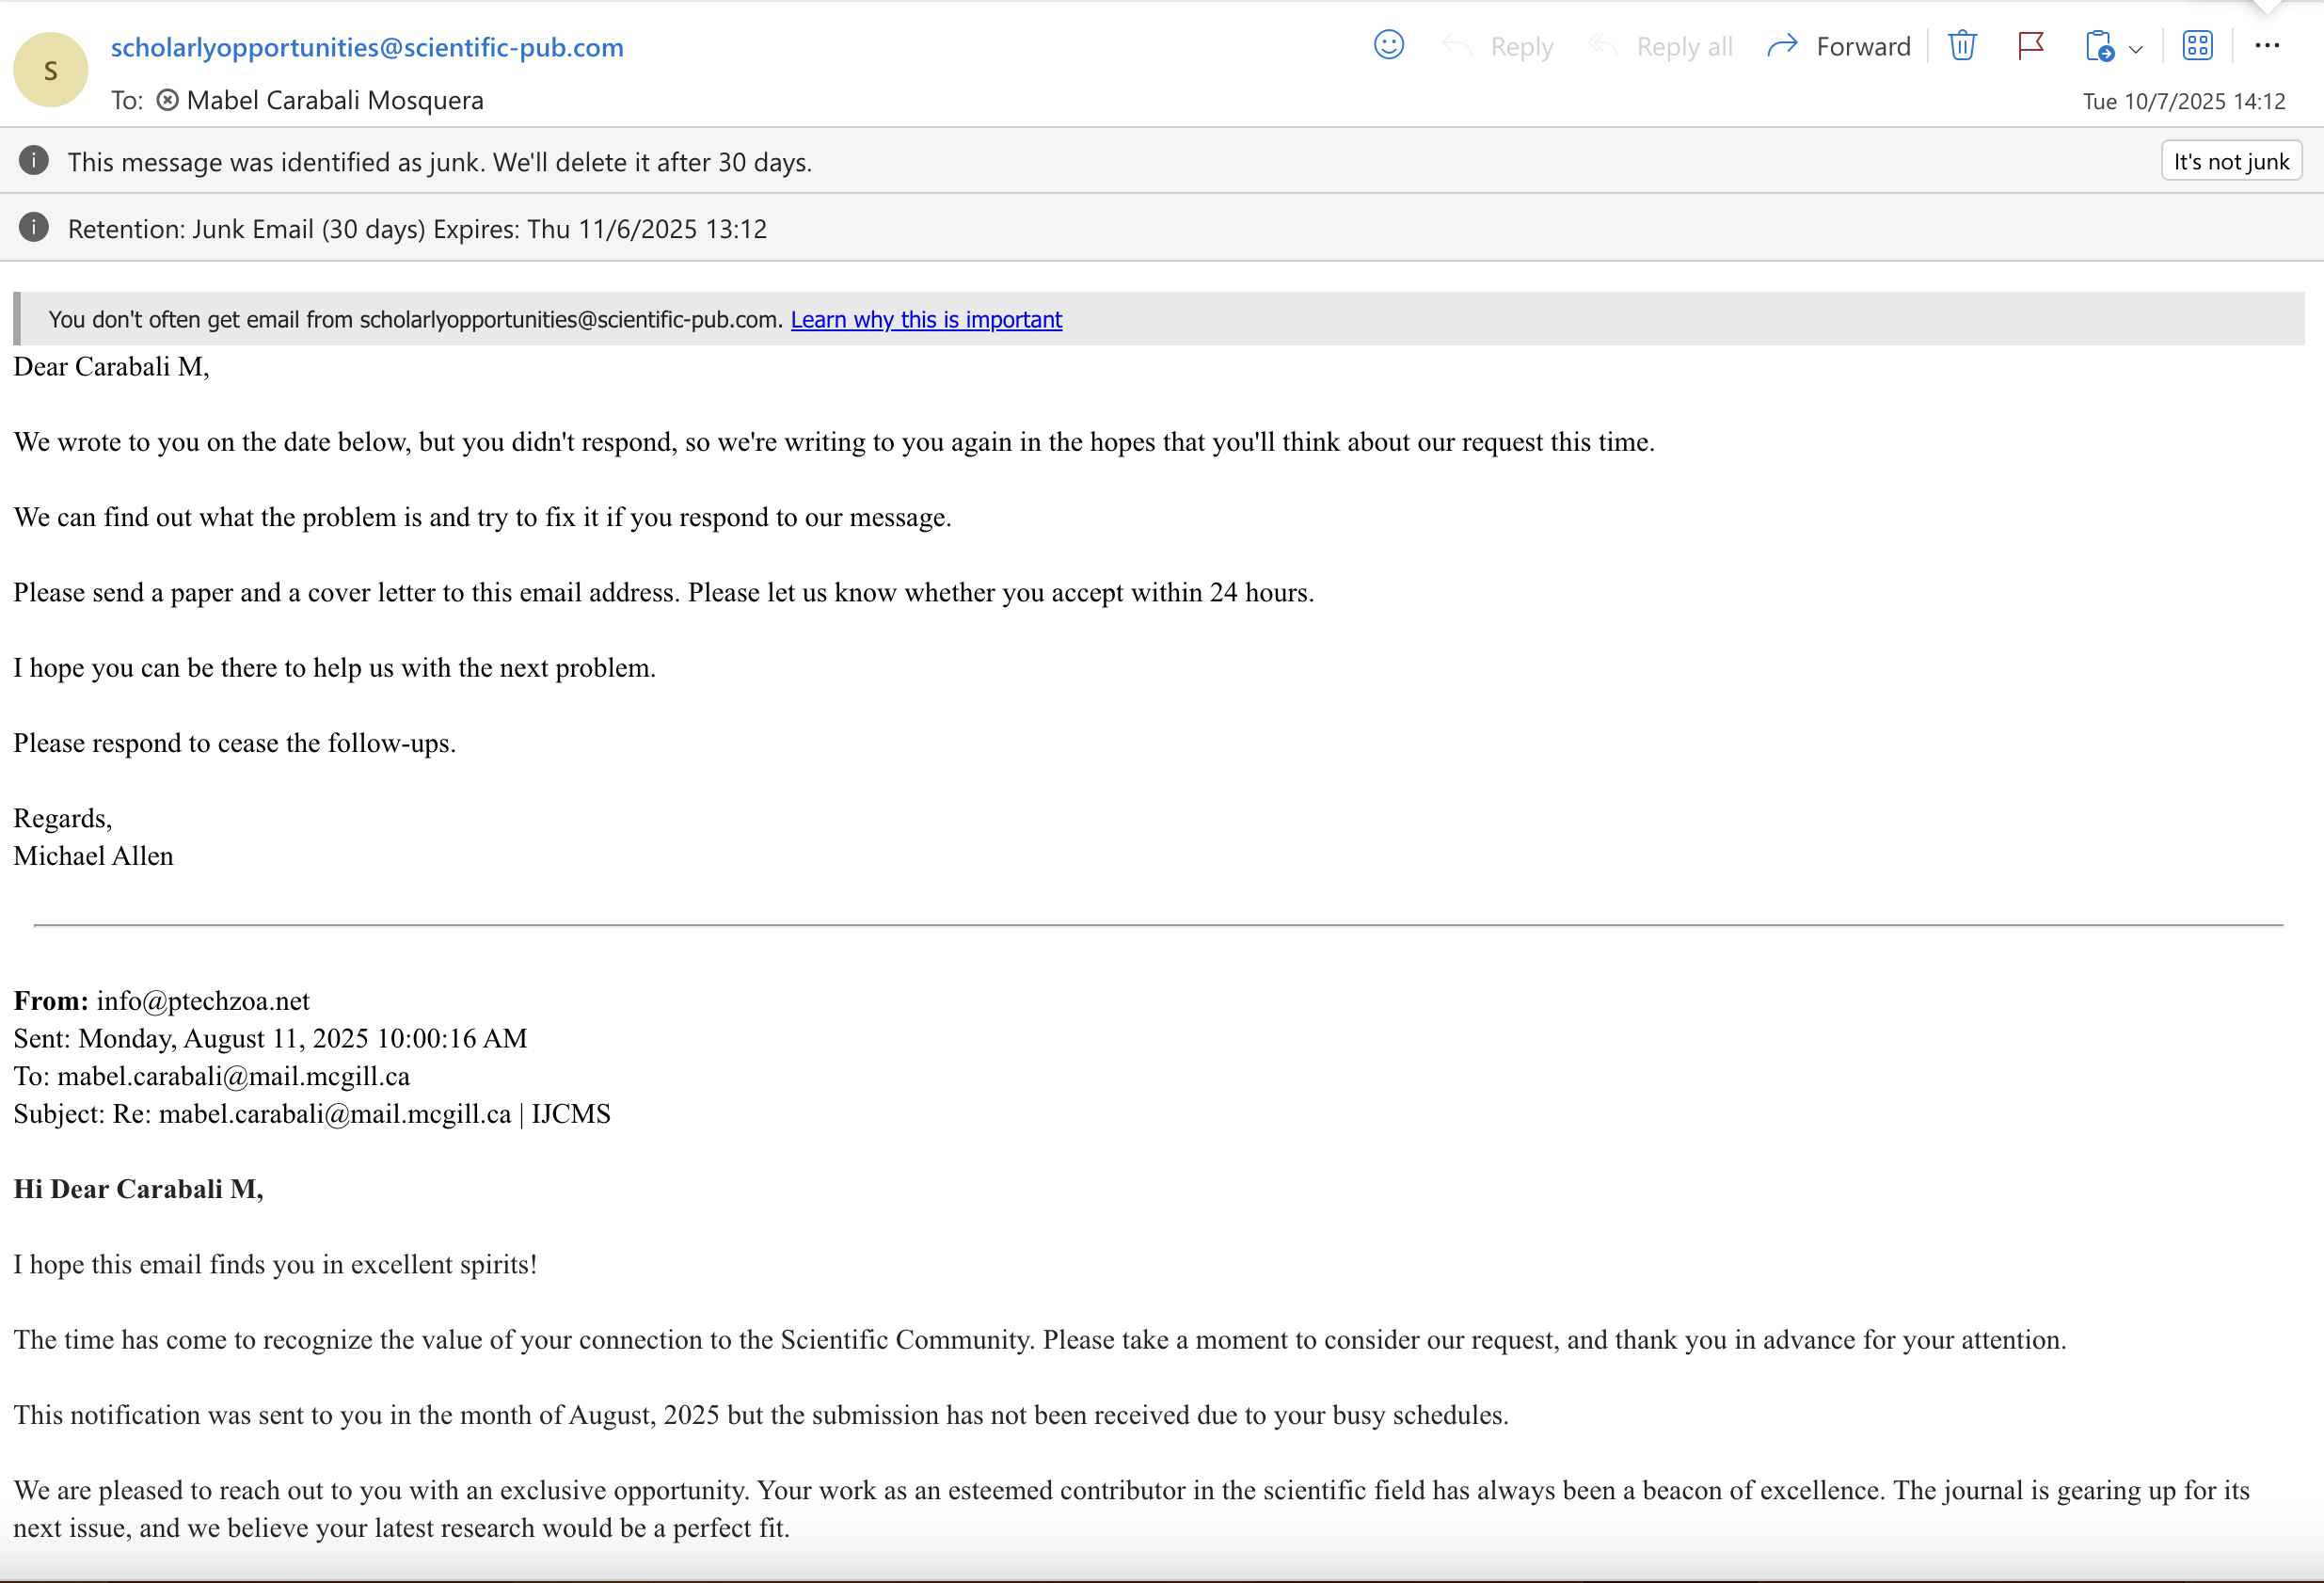 S
scholarlyopportunities@scientific-pub.com
Reply
Reply all
Forward
To: Mabel Carabali Mosquera
Tue 10/7/2025 14:12
This message was identified as junk. We'll delete it after 30 days.
It's not junk
Retention: Junk Email (30 days) Expires: Thu 11/6/2025 13:12
You don't often get email from scholarlyopportunities@scientific-pub.com. Learn why this is important
Dear Carabali M,
We wrote to you on the date below, but you didn't respond, so we're writing to you again in the hopes that you'll think about our request this time.
We can find out what the problem is and try to fix it if you respond to our message.
Please send a paper and a cover letter to this email address. Please let us know whether you accept within 24 hours.
I hope you can be there to help us with the next problem.
Please respond to cease the follow-ups.
Regards,
Michael Allen
From: info@ptechzoa.net
Sent: Monday, August 11, 2025 10:00:16 AM
To: mabel.carabali@mail.mcgill.ca
Subject: Re: mabel.carabali@mail.mcgill.ca | IJCMS
Hi Dear Carabali M,
I hope this email finds you in excellent spirits!
The time has come to recognize the value of your connection to the Scientific Community. Please take a moment to consider our request, and thank you in advance for your attention.
This notification was sent to you in the month of August, 2025 but the submission has not been received due to your busy schedules.
We are pleased to reach out to you with an exclusive opportunity. Your work as an esteemed contributor in the scientific field has always been a beacon of excellence. The journal is gearing up for its
next issue, and we believe your latest research would be a perfect fit.